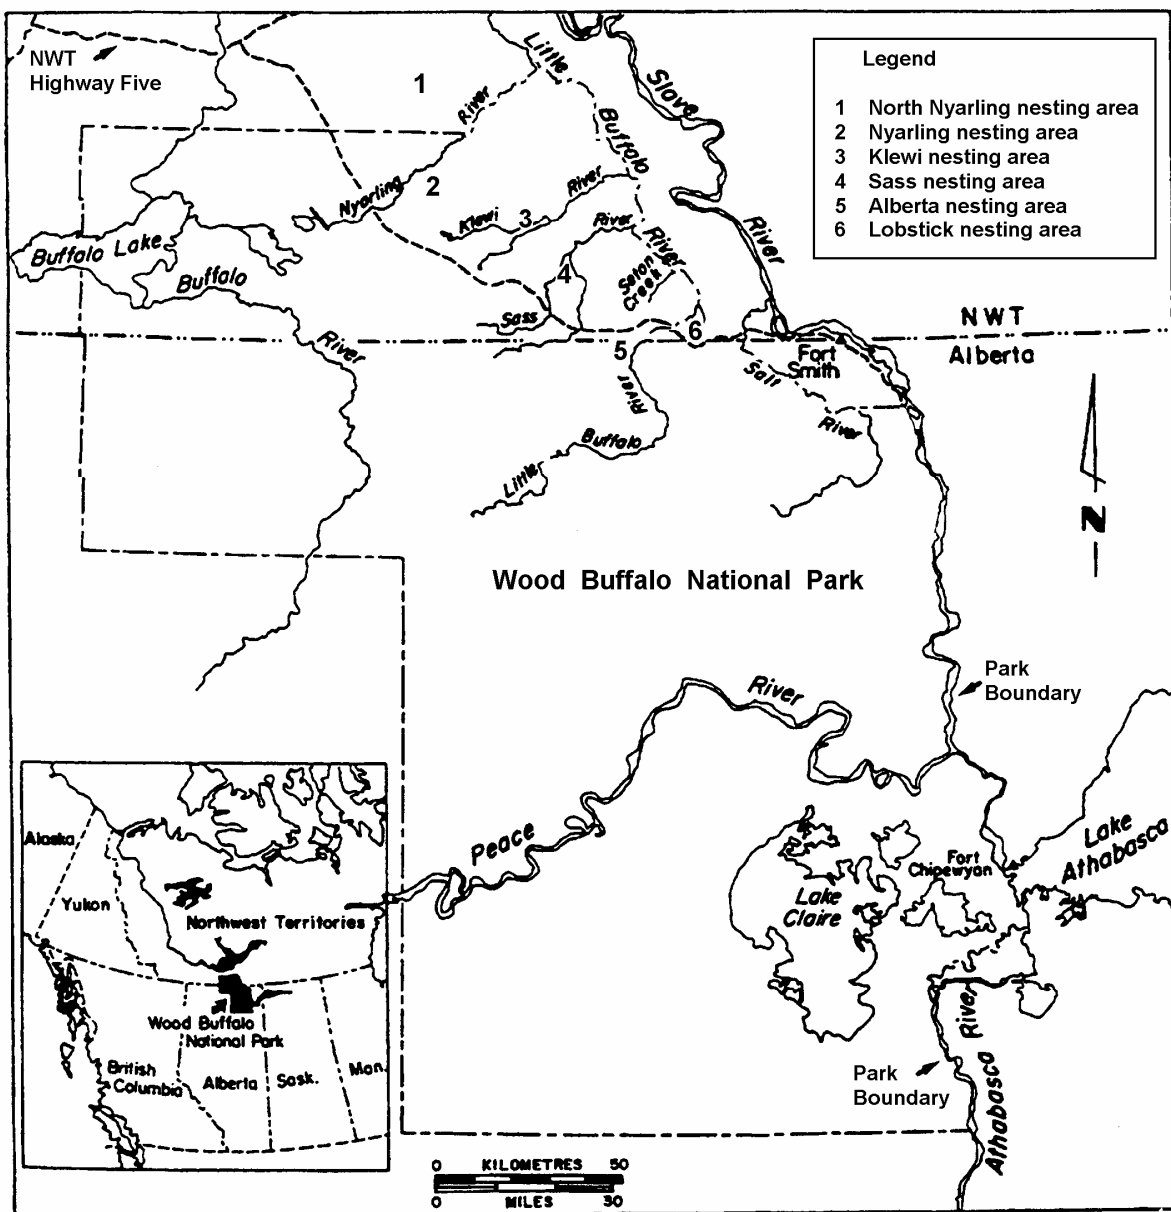 NWT
Highway Five
Little
Buffalo
River
Slave
River
Legend
1 North Nyarling nesting area
2 Nyarling nesting area
3 Klewi nesting area
4 Sass nesting area
5 Alberta nesting area
6 Lobstick nesting area
1
Nyarling
River
2
Klewi
River
3
River
4
Seton
Creek
Sass
Buffalo Lake
Buffalo
River
5
6
NWT
Alberta
Fort
Smith
Salt
River
River
Buffalo
Little
N
Wood Buffalo National Park
Park
Boundary
River
Peace
Lake
Athabasca
Fort
Chipewyan
Lake
Claire
River
Athabasca
Park
Boundary
Alaska
Yukon
Northwest Territories
Wood Buffalo
National Park
British
Columbia
Alberta
Sask.
Man.
0 KILOMETRES 50
0 MILES 30